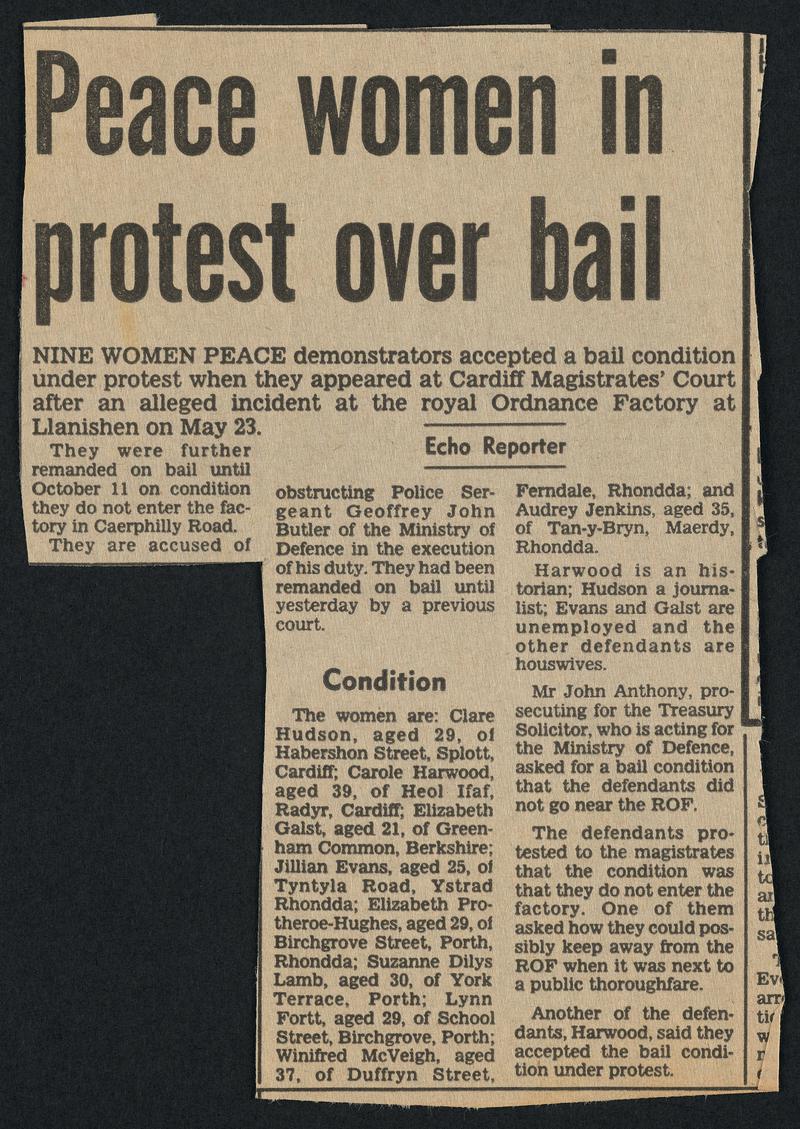 Peace women in
protest over bail
NINE WOMEN PEACE demonstrators accepted a bail condition
under protest when they appeared at Cardiff Magistrates' Court
after an alleged incident at the royal Ordnance Factory at
Llanishen on May 23.
Echo Reporter
They were further
remanded on bail until
October 11 on condition
they do not enter the fac-
tory in Caerphilly Road.
They are accused of
obstructing Police Ser-
geant Geoffrey John
Butler of the Ministry of
Defence in the execution
of his duty. They had been
remanded on bail until
yesterday by a previous
court.
Condition
The women are: Clare
Hudson, aged 29, of
Habershon Street, Splott,
Cardiff; Carole Harwood,
aged 39, of Heol Ifaf,
Radyr, Cardiff; Elizabeth
Galst, aged 21, of Green-
ham Common, Berkshire;
Jillian Evans, aged 25, of
Tyntyla Road, Ystrad
Rhondda; Elizabeth Pro-
theroe-Hughes, aged 29, of
Birchgrove Street, Porth,
Rhondda; Suzanne Dilys
Lamb, aged 30, of York
Terrace, Porth; Lynn
Fortt, aged 29, of School
Street, Birchgrove, Porth;
Winifred McVeigh, aged
37, of Duffryn Street,
Ferndale, Rhondda; and
Audrey Jenkins, aged 35,
of Tan-y-Bryn, Maerdy,
Rhondda.
Harwood is an his-
torian; Hudson a journa-
list; Evans and Galst are
unemployed and the
other defendants are
houswives.
Mr John Anthony, pro-
secuting for the Treasury
Solicitor, who is acting for
the Ministry of Defence,
asked for a bail condition
that the defendants did
not go near the ROF.
The defendants pro-
tested to the magistrates
that the condition was
that they do not enter the
factory. One of them
asked how they could pos-
sibly keep away from the
ROF when it was next to
a public thoroughfare.
Another of the defen-
dants, Harwood, said they
accepted the bail condi-
tion under protest.